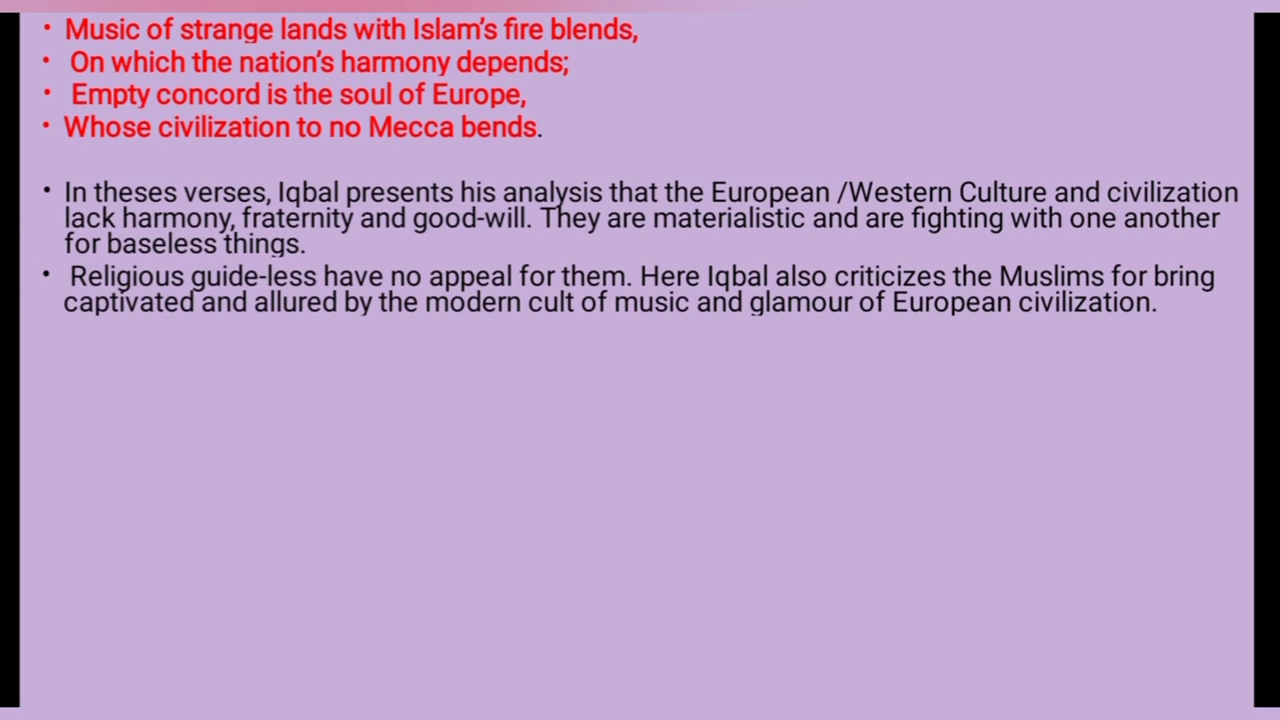 • Music of strange lands with Islam’s fire blends,
• On which the nation’s harmony depends;
• Empty concord is the soul of Europe,
• Whose civilization to no Mecca bends.
• In theses verses, Iqbal presents his analysis that the European /Western Culture and civilization
lack harmony, fraternity and good-will. They are materialistic and are fighting with one another
for baseless things.
• Religious guide-less have no appeal for them. Here Iqbal also criticizes the Muslims for bring
captivated and allured by the modern cult of music and glamour of European civilization.